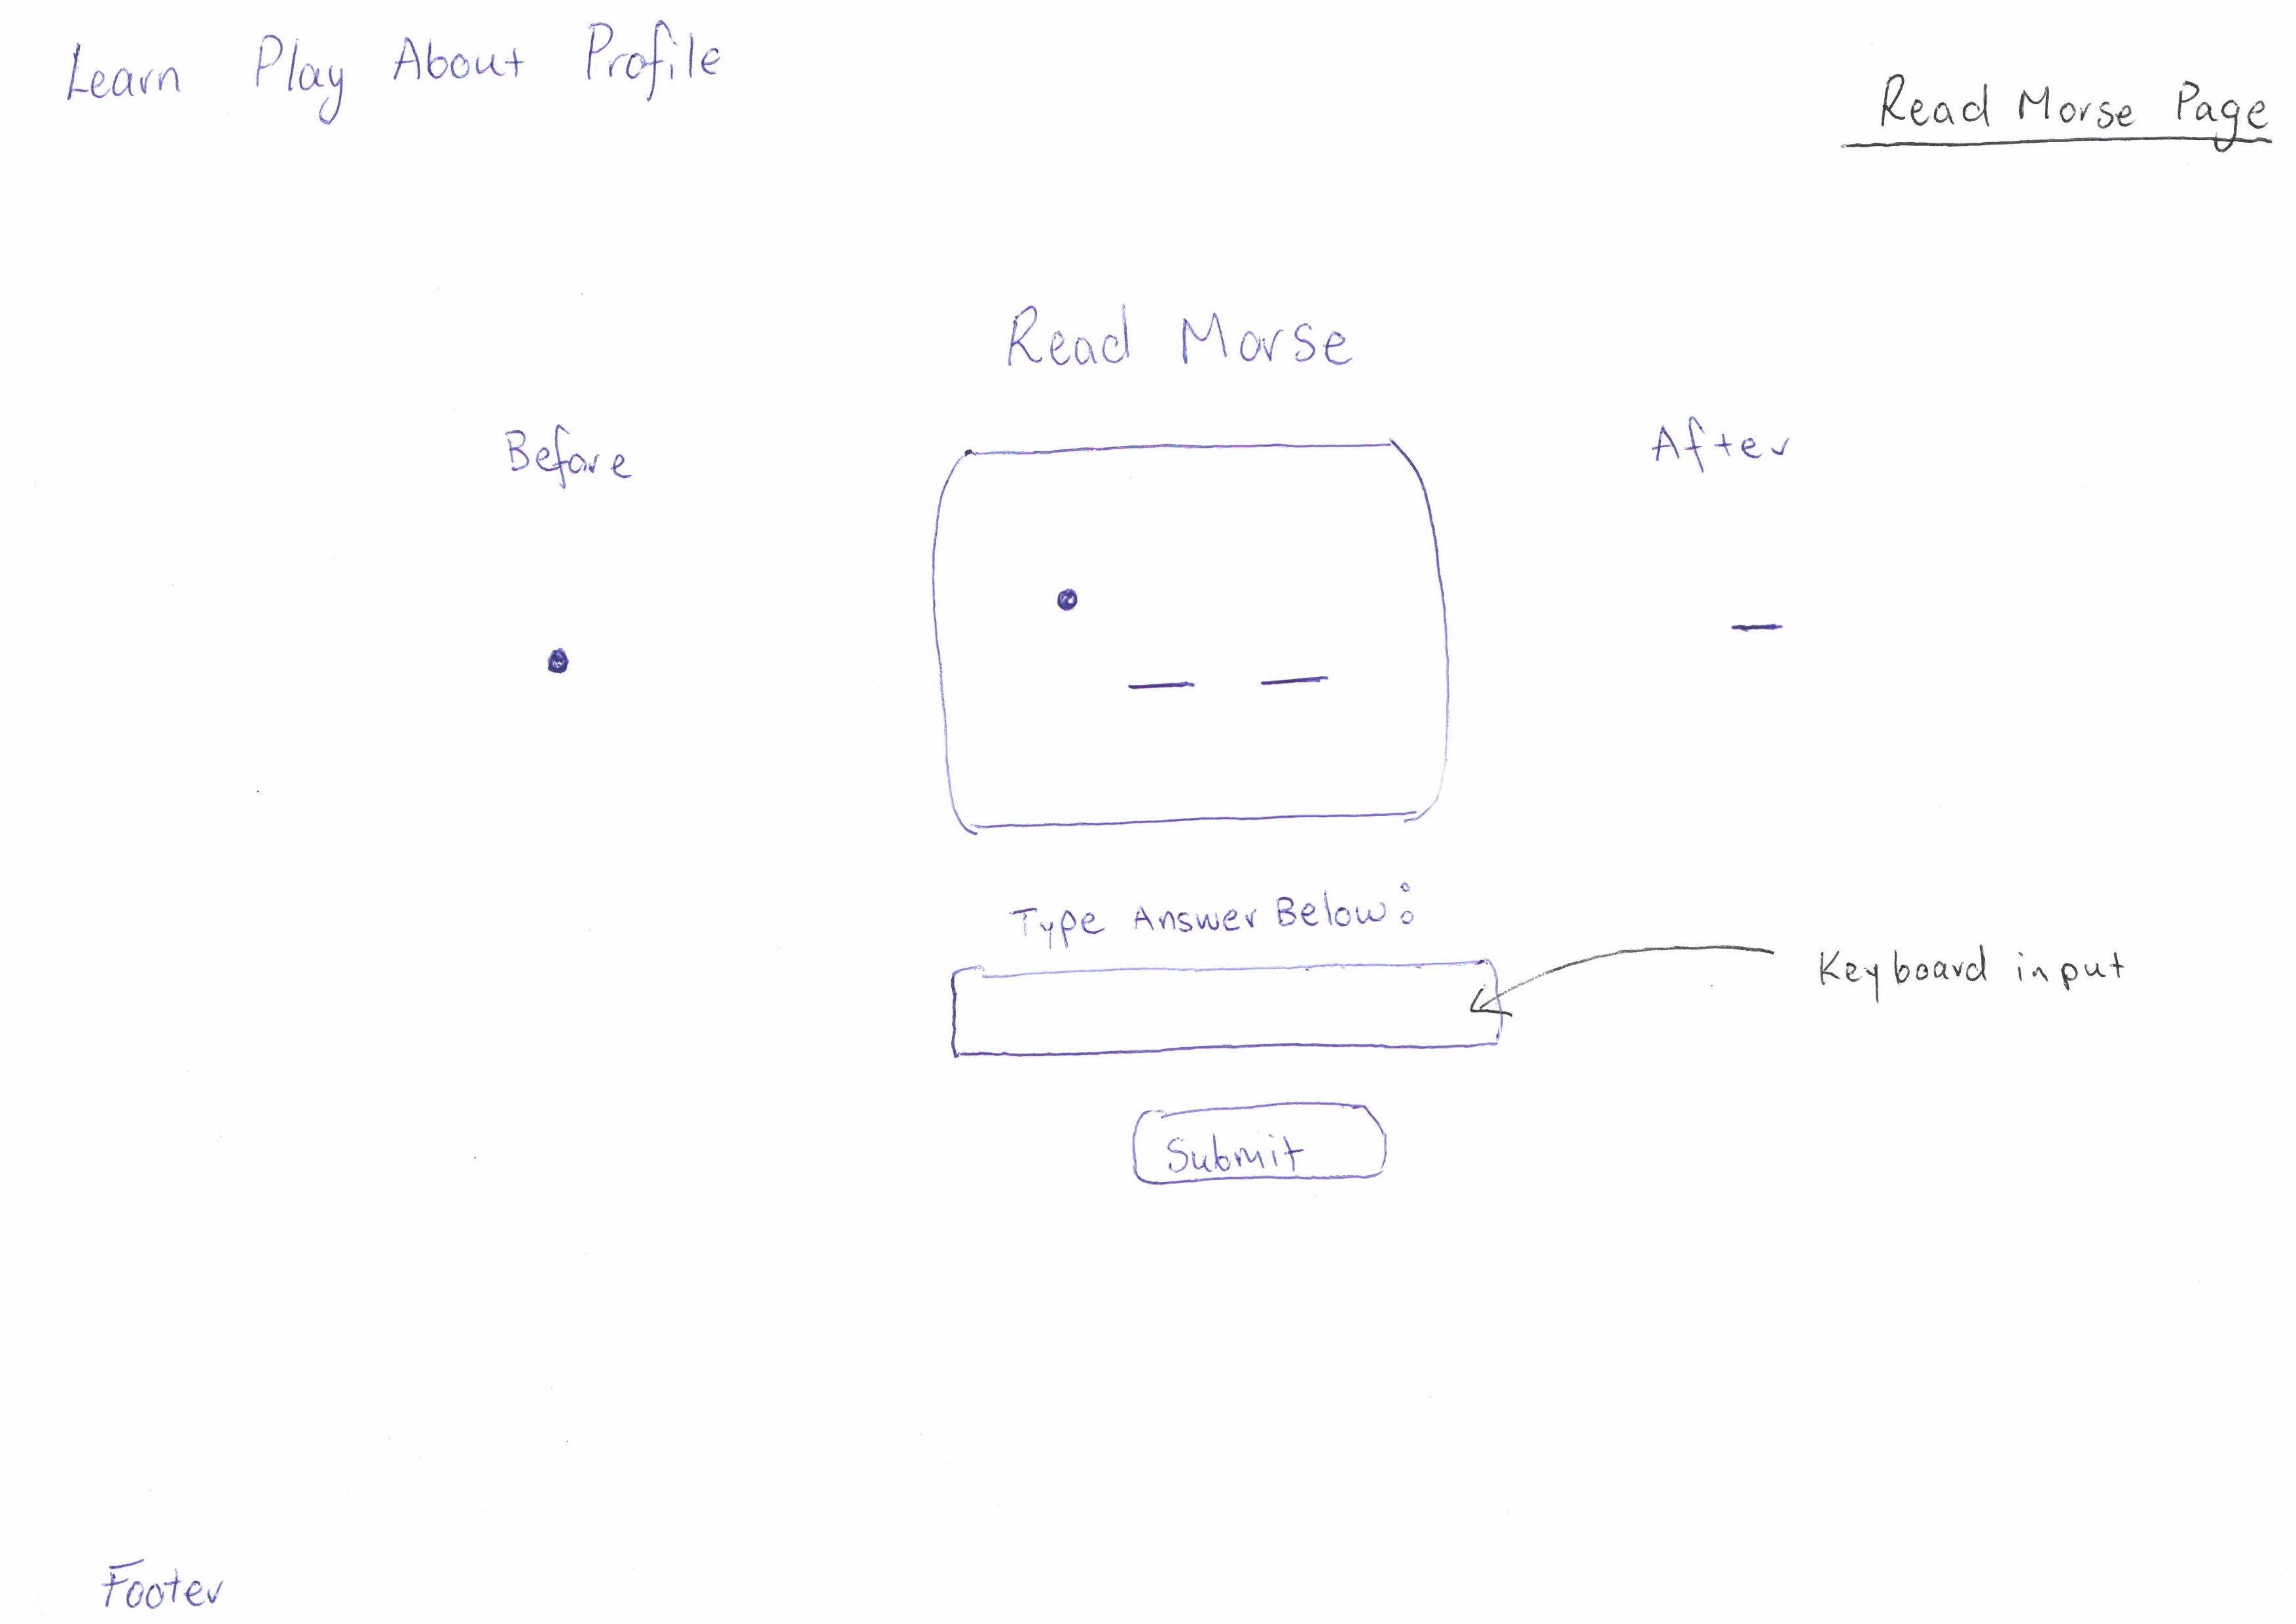 Learn Play About Profile
Read Morse Page
Read Morse
Before
After
Type Answer Below:
Keyboard input
Submit
Footer